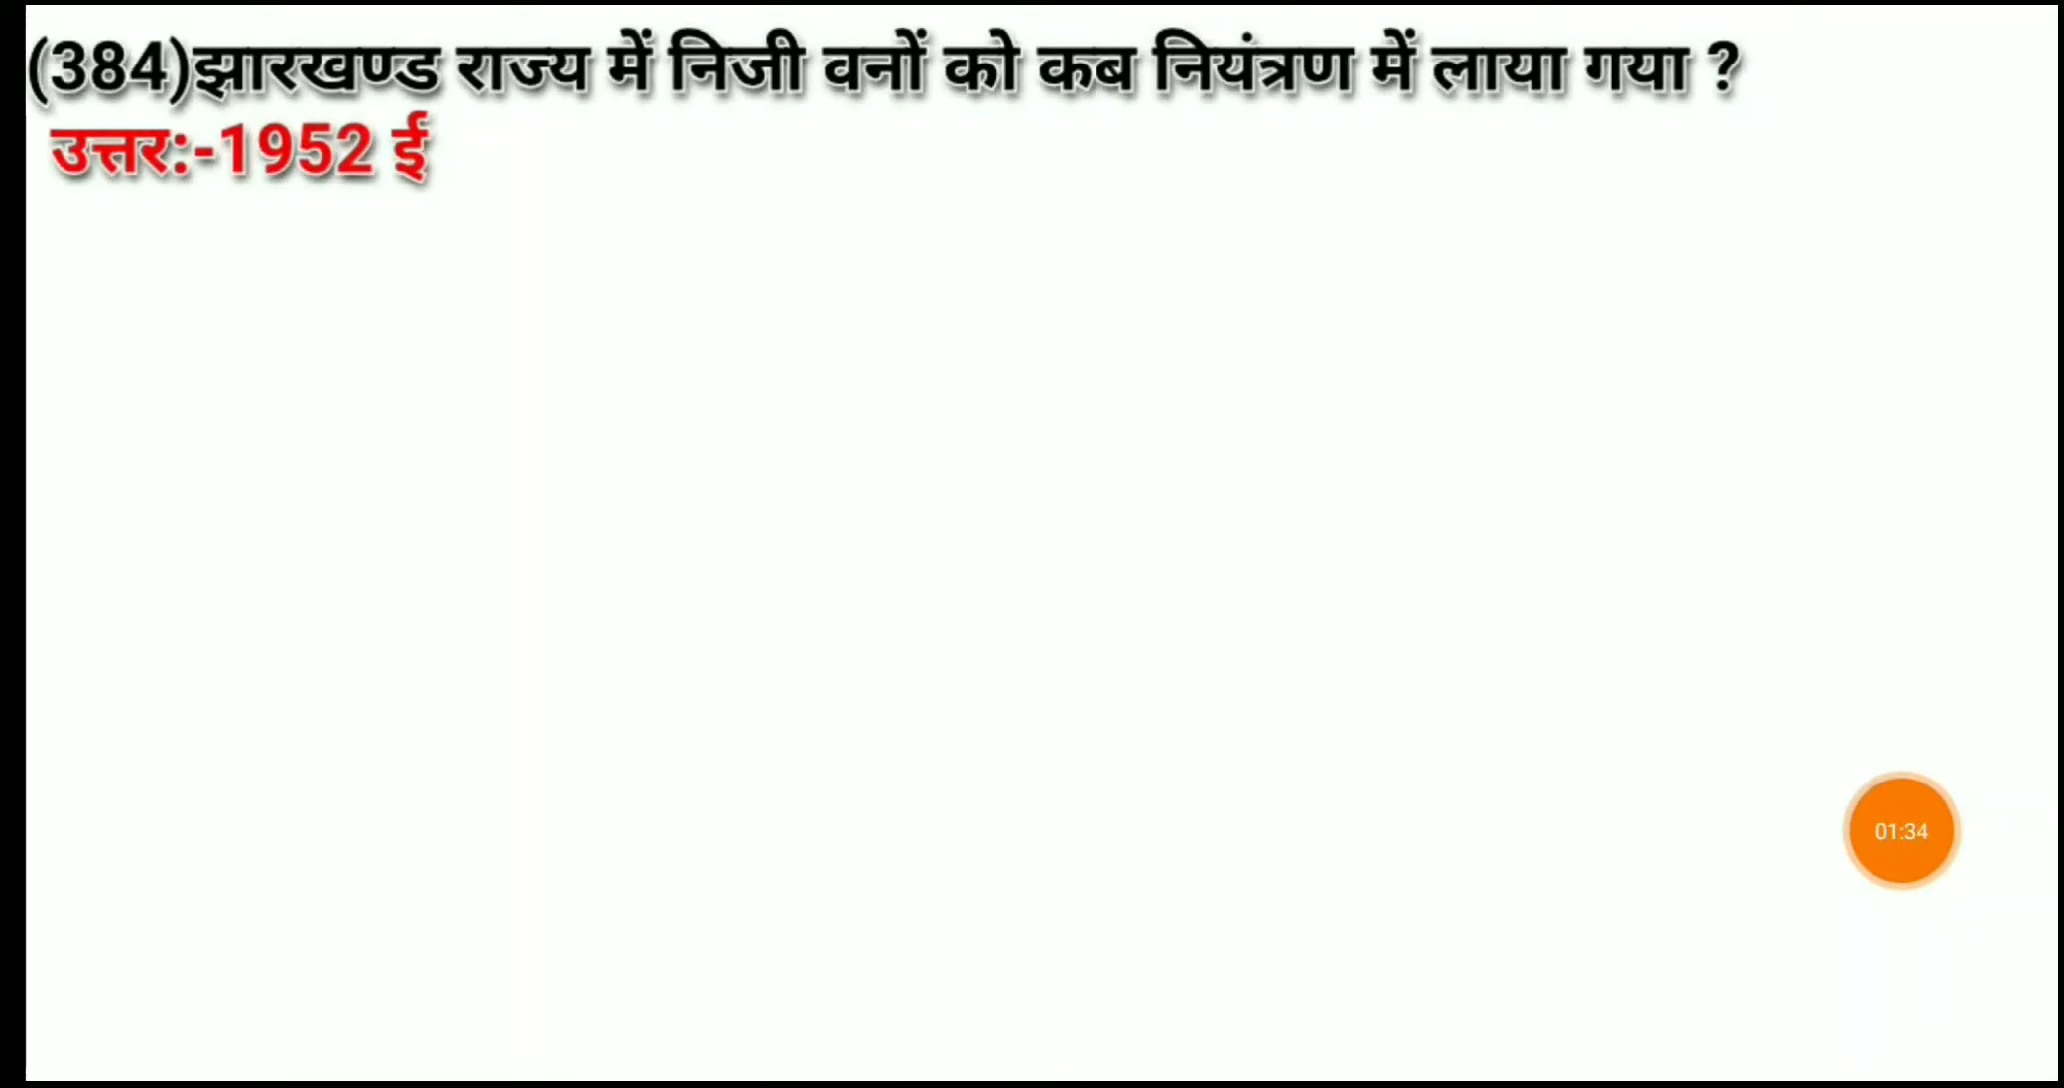 (384)झारखण्ड राज्य में निजी वनों को कब नियंत्रण में लाया गया ?
उत्तर:-1952 ई
01:34